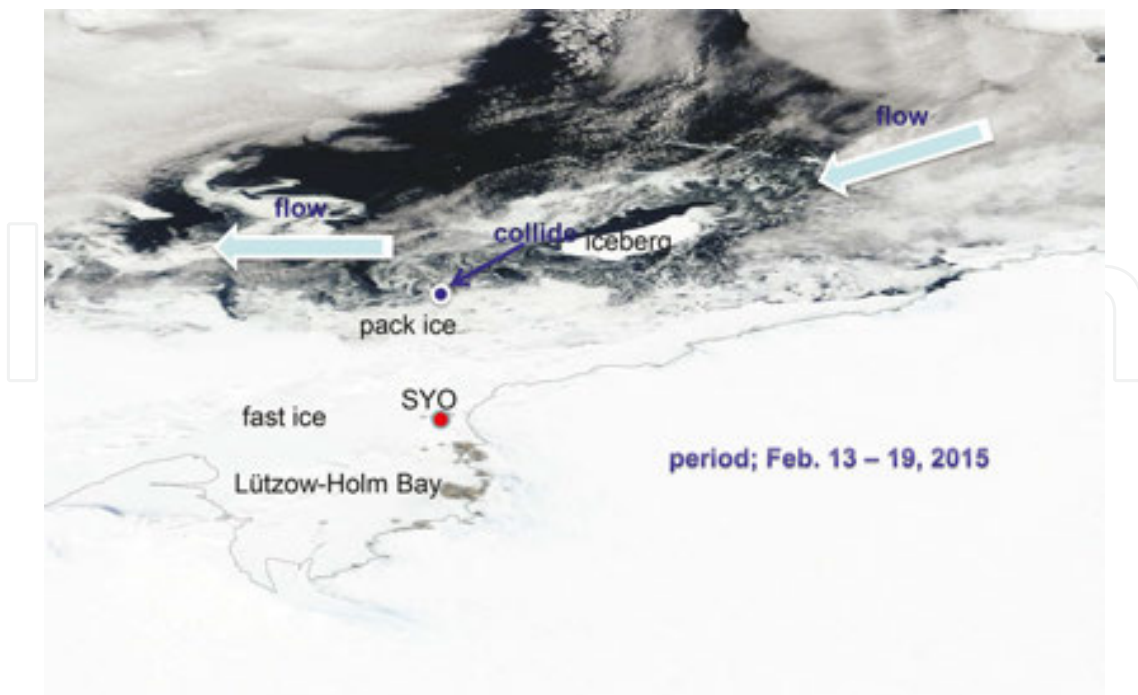 flow
flow
collide
iceberg
pack ice
SYO
fast ice
period; Feb. 13 – 19, 2015
Lützow-Holm Bay